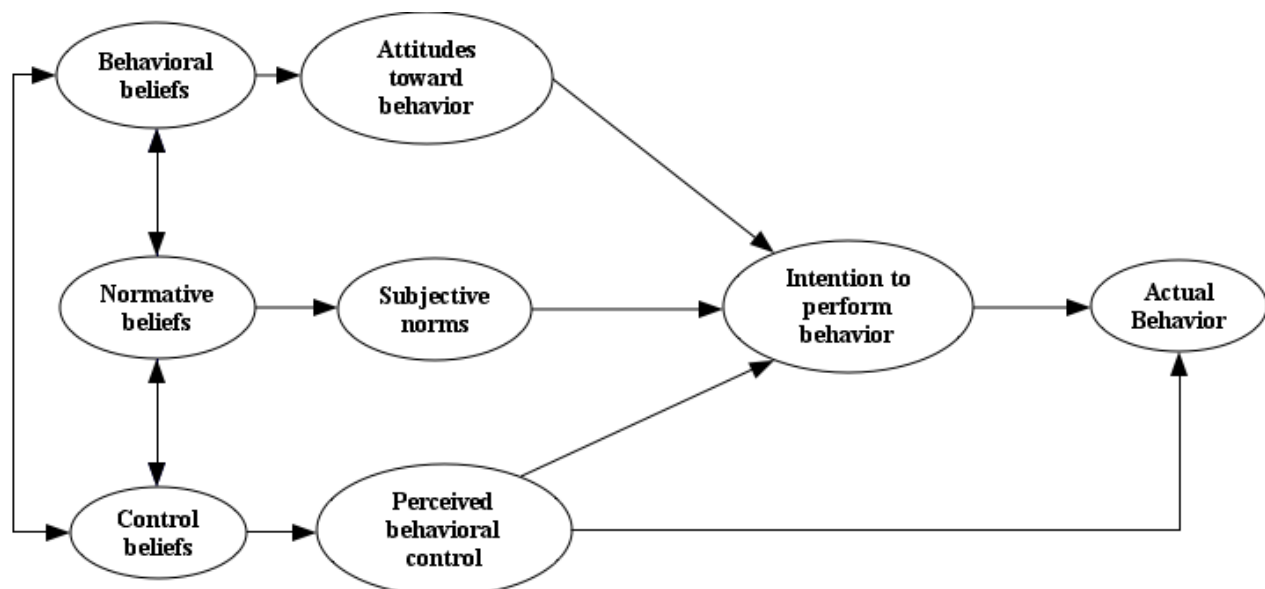 Behavioral
beliefs
Attitudes
toward
behavior
Normative
beliefs
Subjective
norms
Intention to
perform
behavior
Actual
Behavior
Control
beliefs
Perceived
behavioral
control